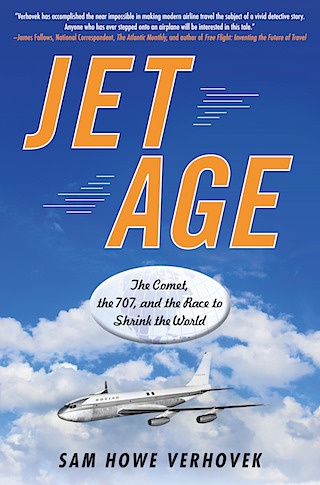 "Verhovek has accomplished the near impossible in making modern airline travel the subject of a vivid detective story.
Anyone who has ever stepped onto an airplane will be interested in this tale."
—James Fallows, National Correspondent, The Atlantic Monthly, and author of Free Flight: Inventing the Future of Travel
JET
AGE
The Comet,
the 707, and the Race to
Shrink the World
BOEING
SAM HOWE VERHOVEK